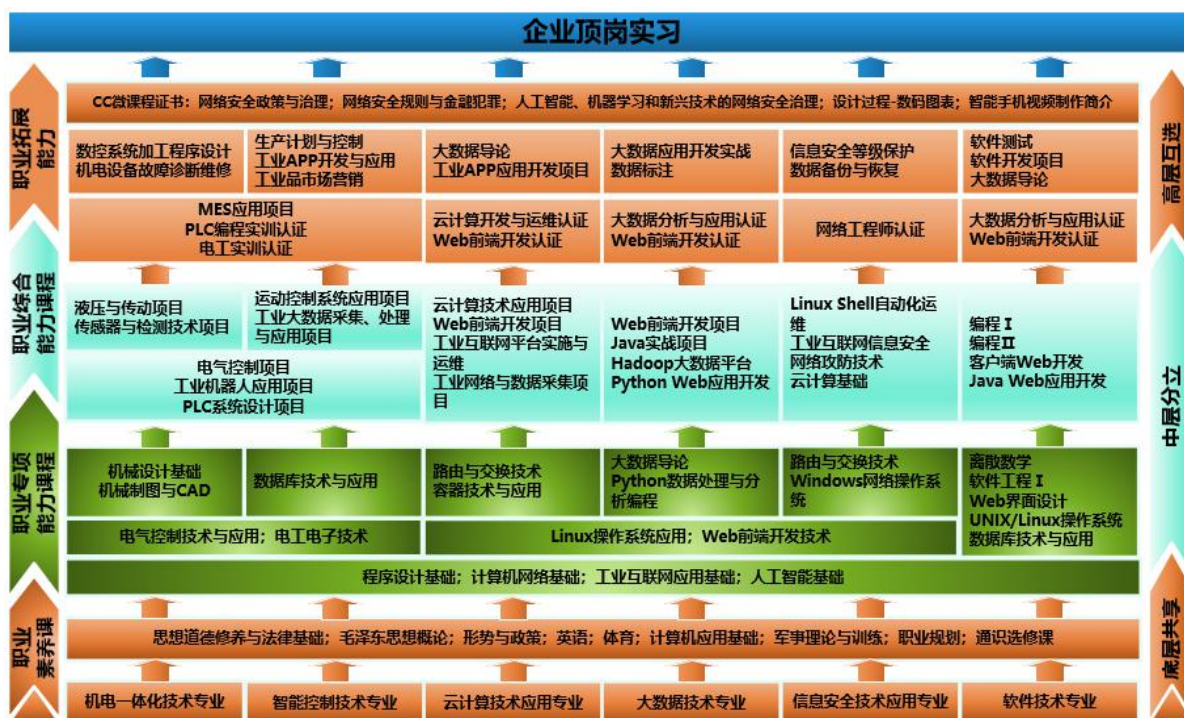 企业顶岗实习
职业拓展
能力
CC微课程证书：网络安全政策与治理；网络安全规则与金融犯罪；人工智能、机器学习和新兴技术的网络安全治理；设计过程-数码图表；智能手机视频制作简介
数控系统加工程序设计
机电设备故障诊断维修
生产计划与控制
工业APP开发与应用
工业品市场营销
大数据导论
工业APP应用开发项目
大数据应用开发实战
数据标注
信息安全等级保护
数据备份与恢复
软件测试
软件开发项目
大数据导论
MES应用项目
PLC编程实训认证
电工实训认证
云计算开发与运维认证
Web前端开发认证
大数据分析与应用认证
Web前端开发认证
网络工程师认证
大数据分析与应用认证
Web前端开发认证
高层互选
职业综合
能力课程
液压与传动项目
传感器与检测技术项目
运动控制系统应用项目
工业大数据采集、处理
与应用项目
电气控制项目
工业机器人应用项目
PLC系统设计项目
云计算技术应用项目
Web前端开发项目
工业互联网平台实施与
运维
工业网络与数据采集项
目
Web前端开发项目
Java实战项目
Hadoop大数据平台
Python Web应用开发
Linux Shell自动化运
维
工业互联网信息安全
网络攻防技术
云计算基础
编程Ⅰ
编程Ⅱ
客户端Web开发
Java Web应用开发
中层分立
职业专项
能力课程
机械设计基础
机械制图与CAD
数据库技术与应用
路由与交换技术
容器技术与应用
大数据导论
Python数据处理与分
析编程
路由与交换技术
Windows网络操作系
统
离散数学
软件工程Ⅰ
Web界面设计
UNIX/Linux操作系统
数据库技术与应用
电气控制技术与应用；电工电子技术
Linux操作系统应用；Web前端开发技术
程序设计基础；计算机网络基础；工业互联网应用基础；人工智能基础
职业
素养课
思想道德修养与法律基础；毛泽东思想概论；形势与政策；英语；体育；计算机应用基础；军事理论与训练；职业规划；通识选修课
机电一体化技术专业
智能控制技术专业
云计算技术应用专业
大数据技术专业
信息安全技术应用专业
软件技术专业
底层共享